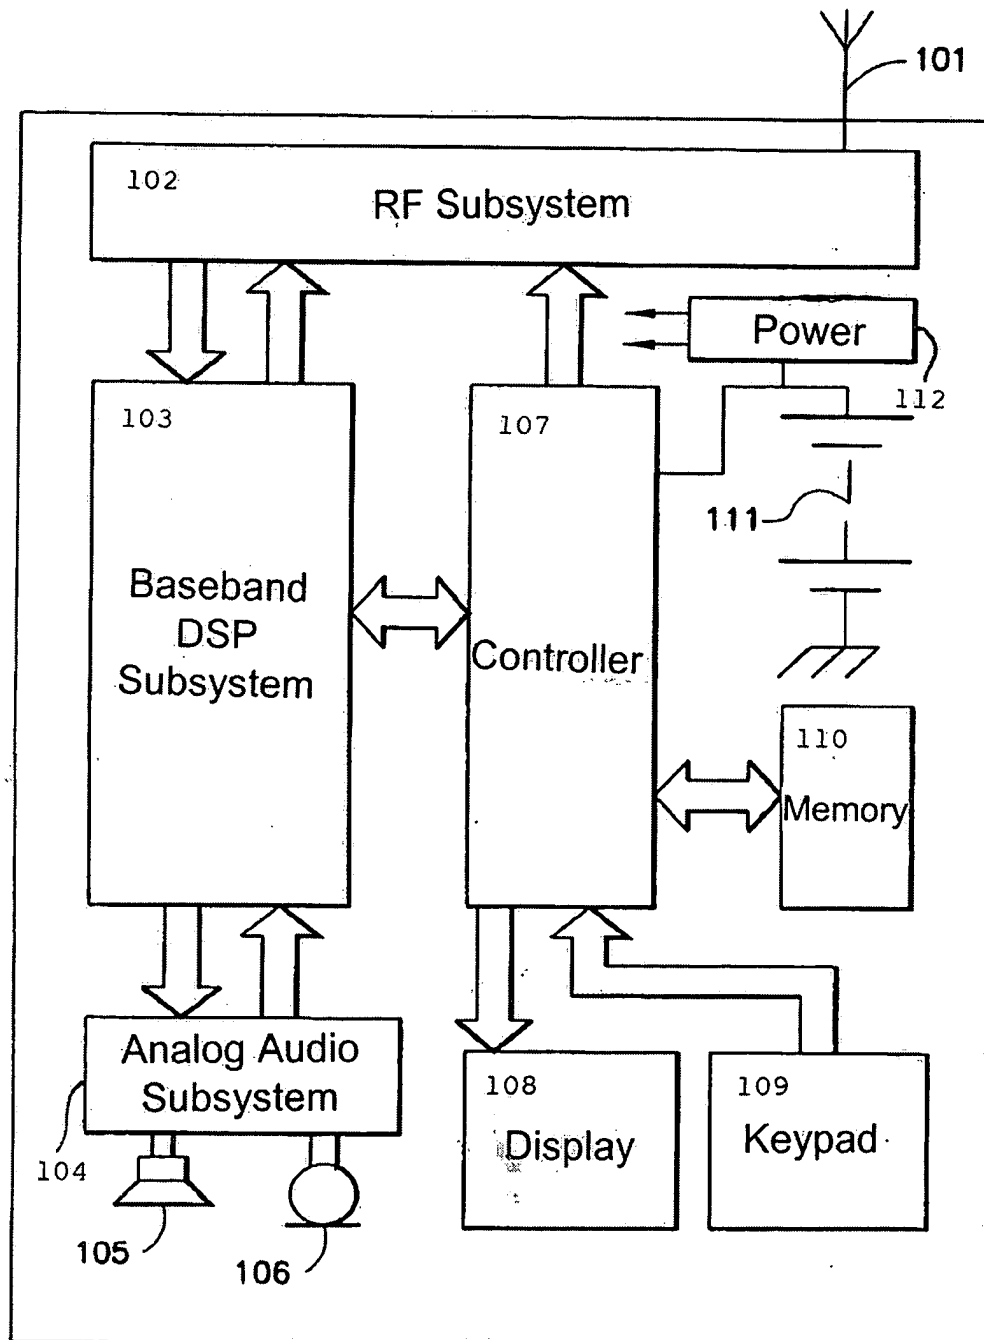 101
102
RF Subsystem
Power
112
103
107
111
Baseband
DSP
Subsystem
Controller
110
Memory
Analog Audio
Subsystem
104
105
106
108
Display
109
Keypad